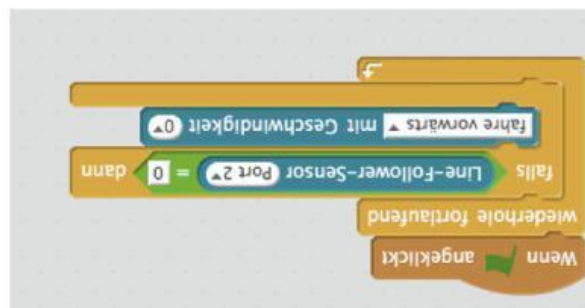 Wenn angeklickt
wiederhole fortlaufend
falls Line-Follower-Sensor Port 2 = 0 dann
fahre vorwärts mit Geschwindigkeit 0